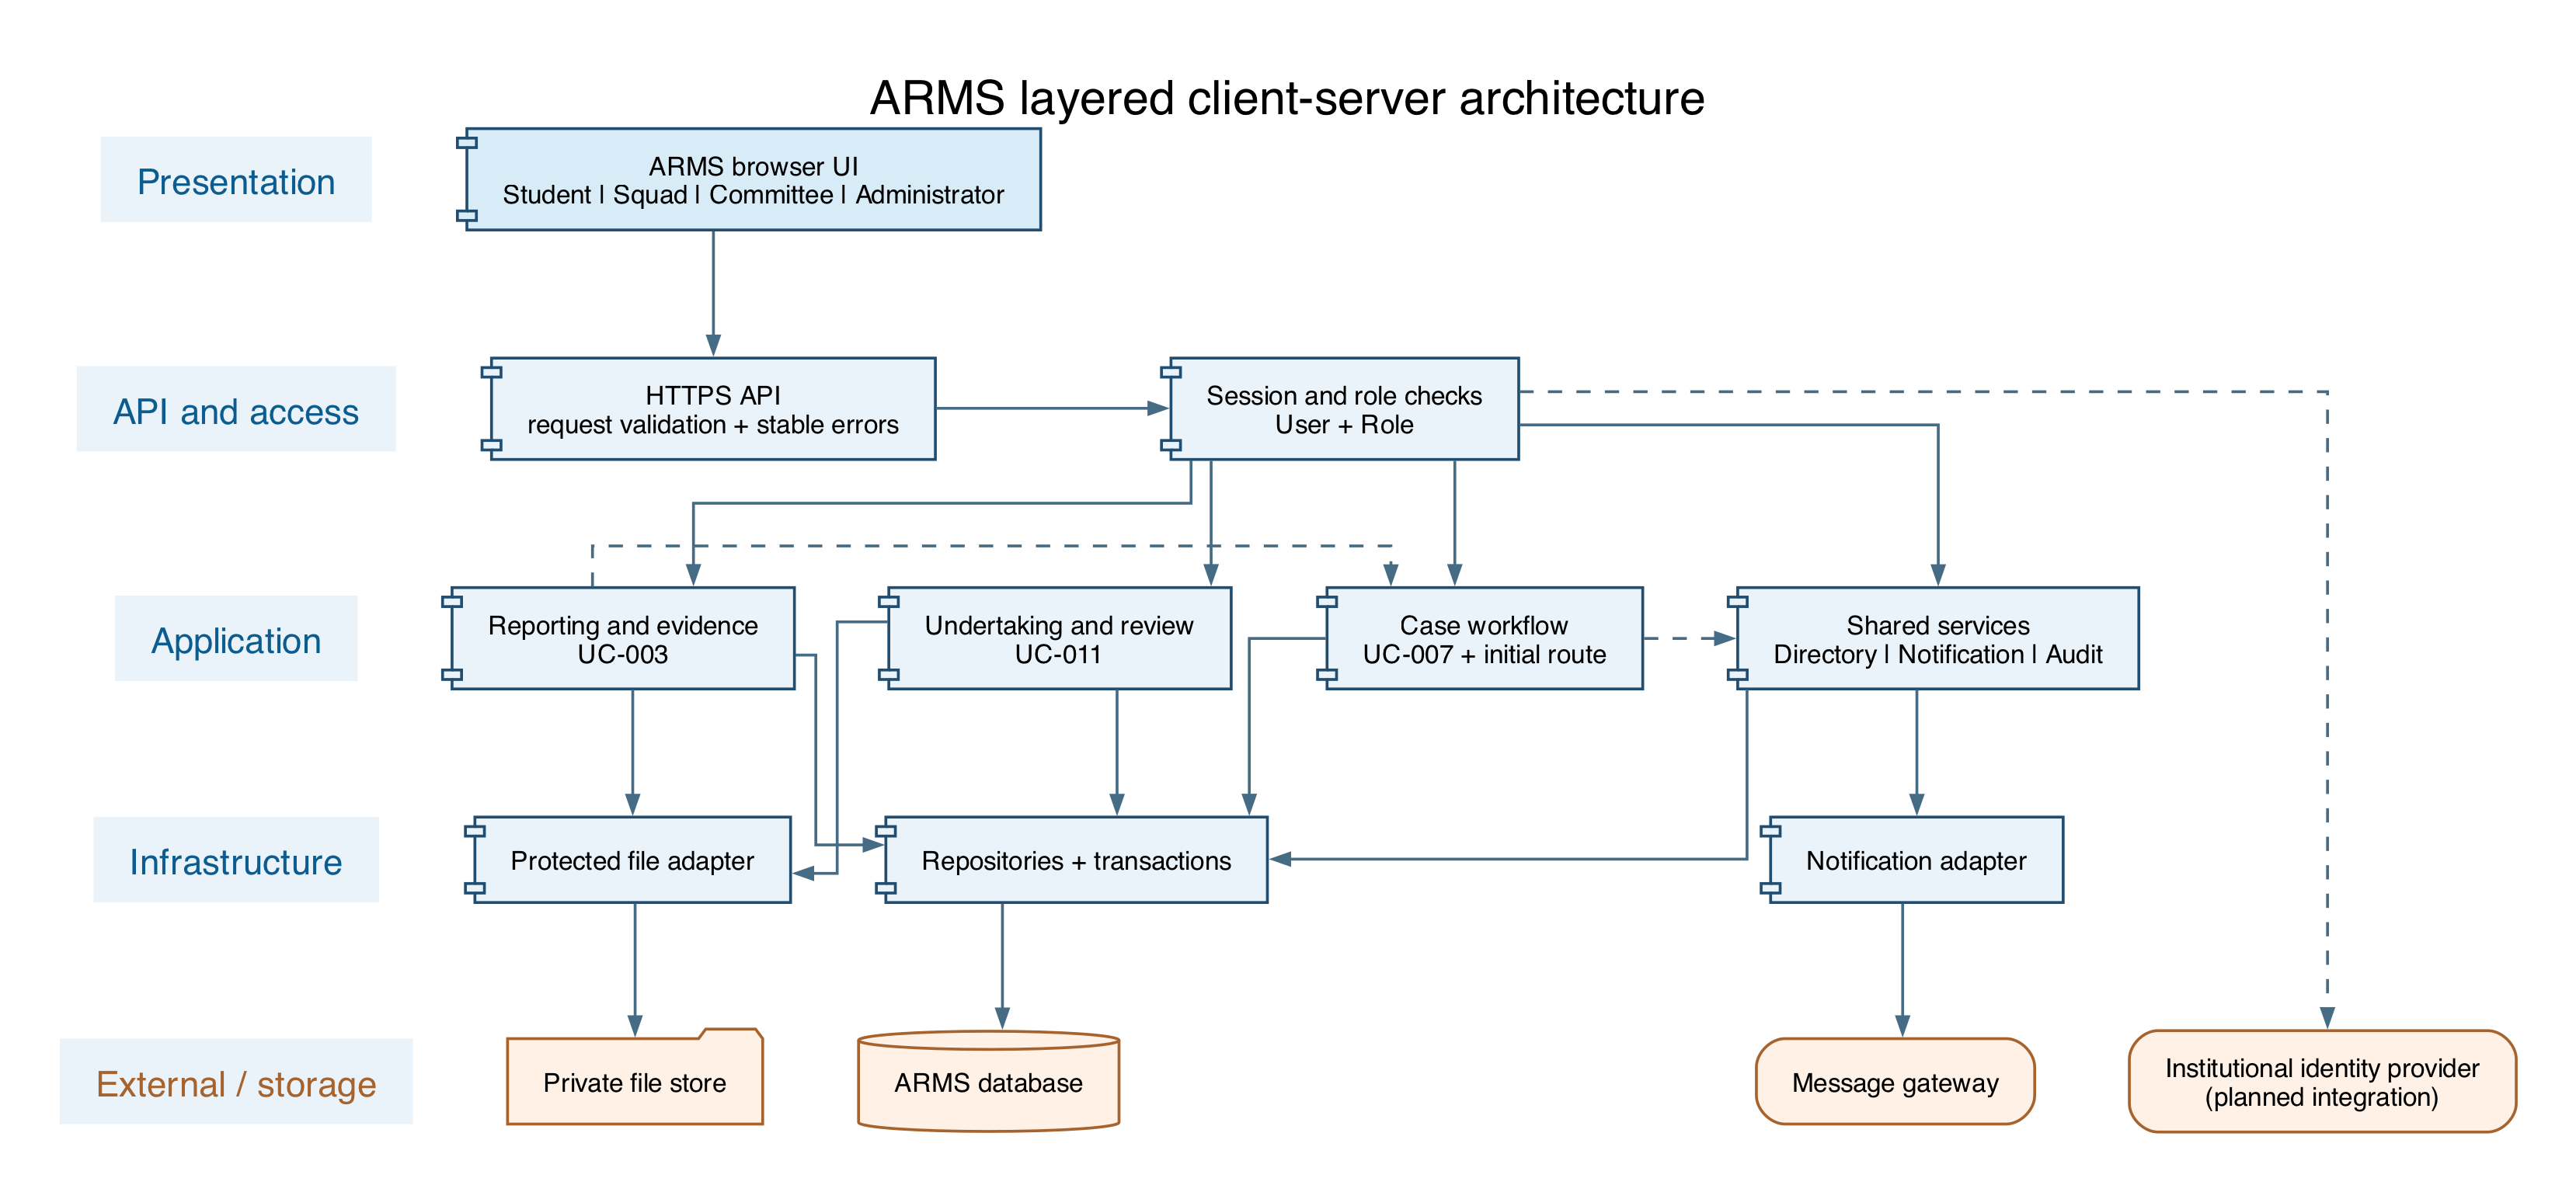 ARMS layered client-server architecture
Presentation
ARMS browser UI
Student | Squad | Committee | Administrator
API and access
HTTPS API
request validation + stable errors
Session and role checks
User + Role
Application
Reporting and evidence
UC-003
Undertaking and review
UC-011
Case workflow
UC-007 + initial route
Shared services
Directory | Notification | Audit
Infrastructure
Protected file adapter
Repositories + transactions
Notification adapter
External / storage
Private file store
ARMS database
Message gateway
Institutional identity provider
(planned integration)